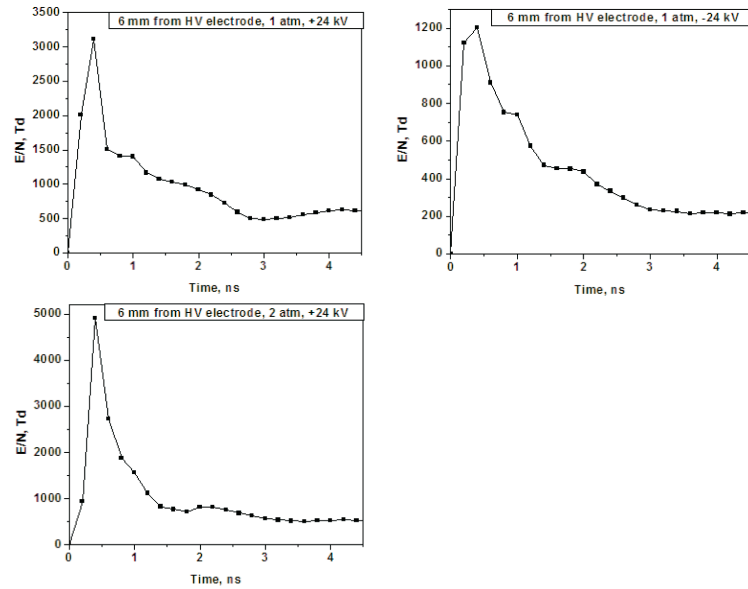 6 mm from HV electrode, 1 atm, +24 kV
3500
3000
2500
2000
1500
1000
500
0
E/N, Td
0 1 2 3 4
Time, ns
6 mm from HV electrode, 1 atm, -24 kV
1200
1000
800
600
400
200
0
E/N, Td
0 1 2 3 4
Time, ns
6 mm from HV electrode, 2 atm, +24 kV
5000
4000
3000
2000
1000
0
E/N, Td
0 1 2 3 4
Time, ns